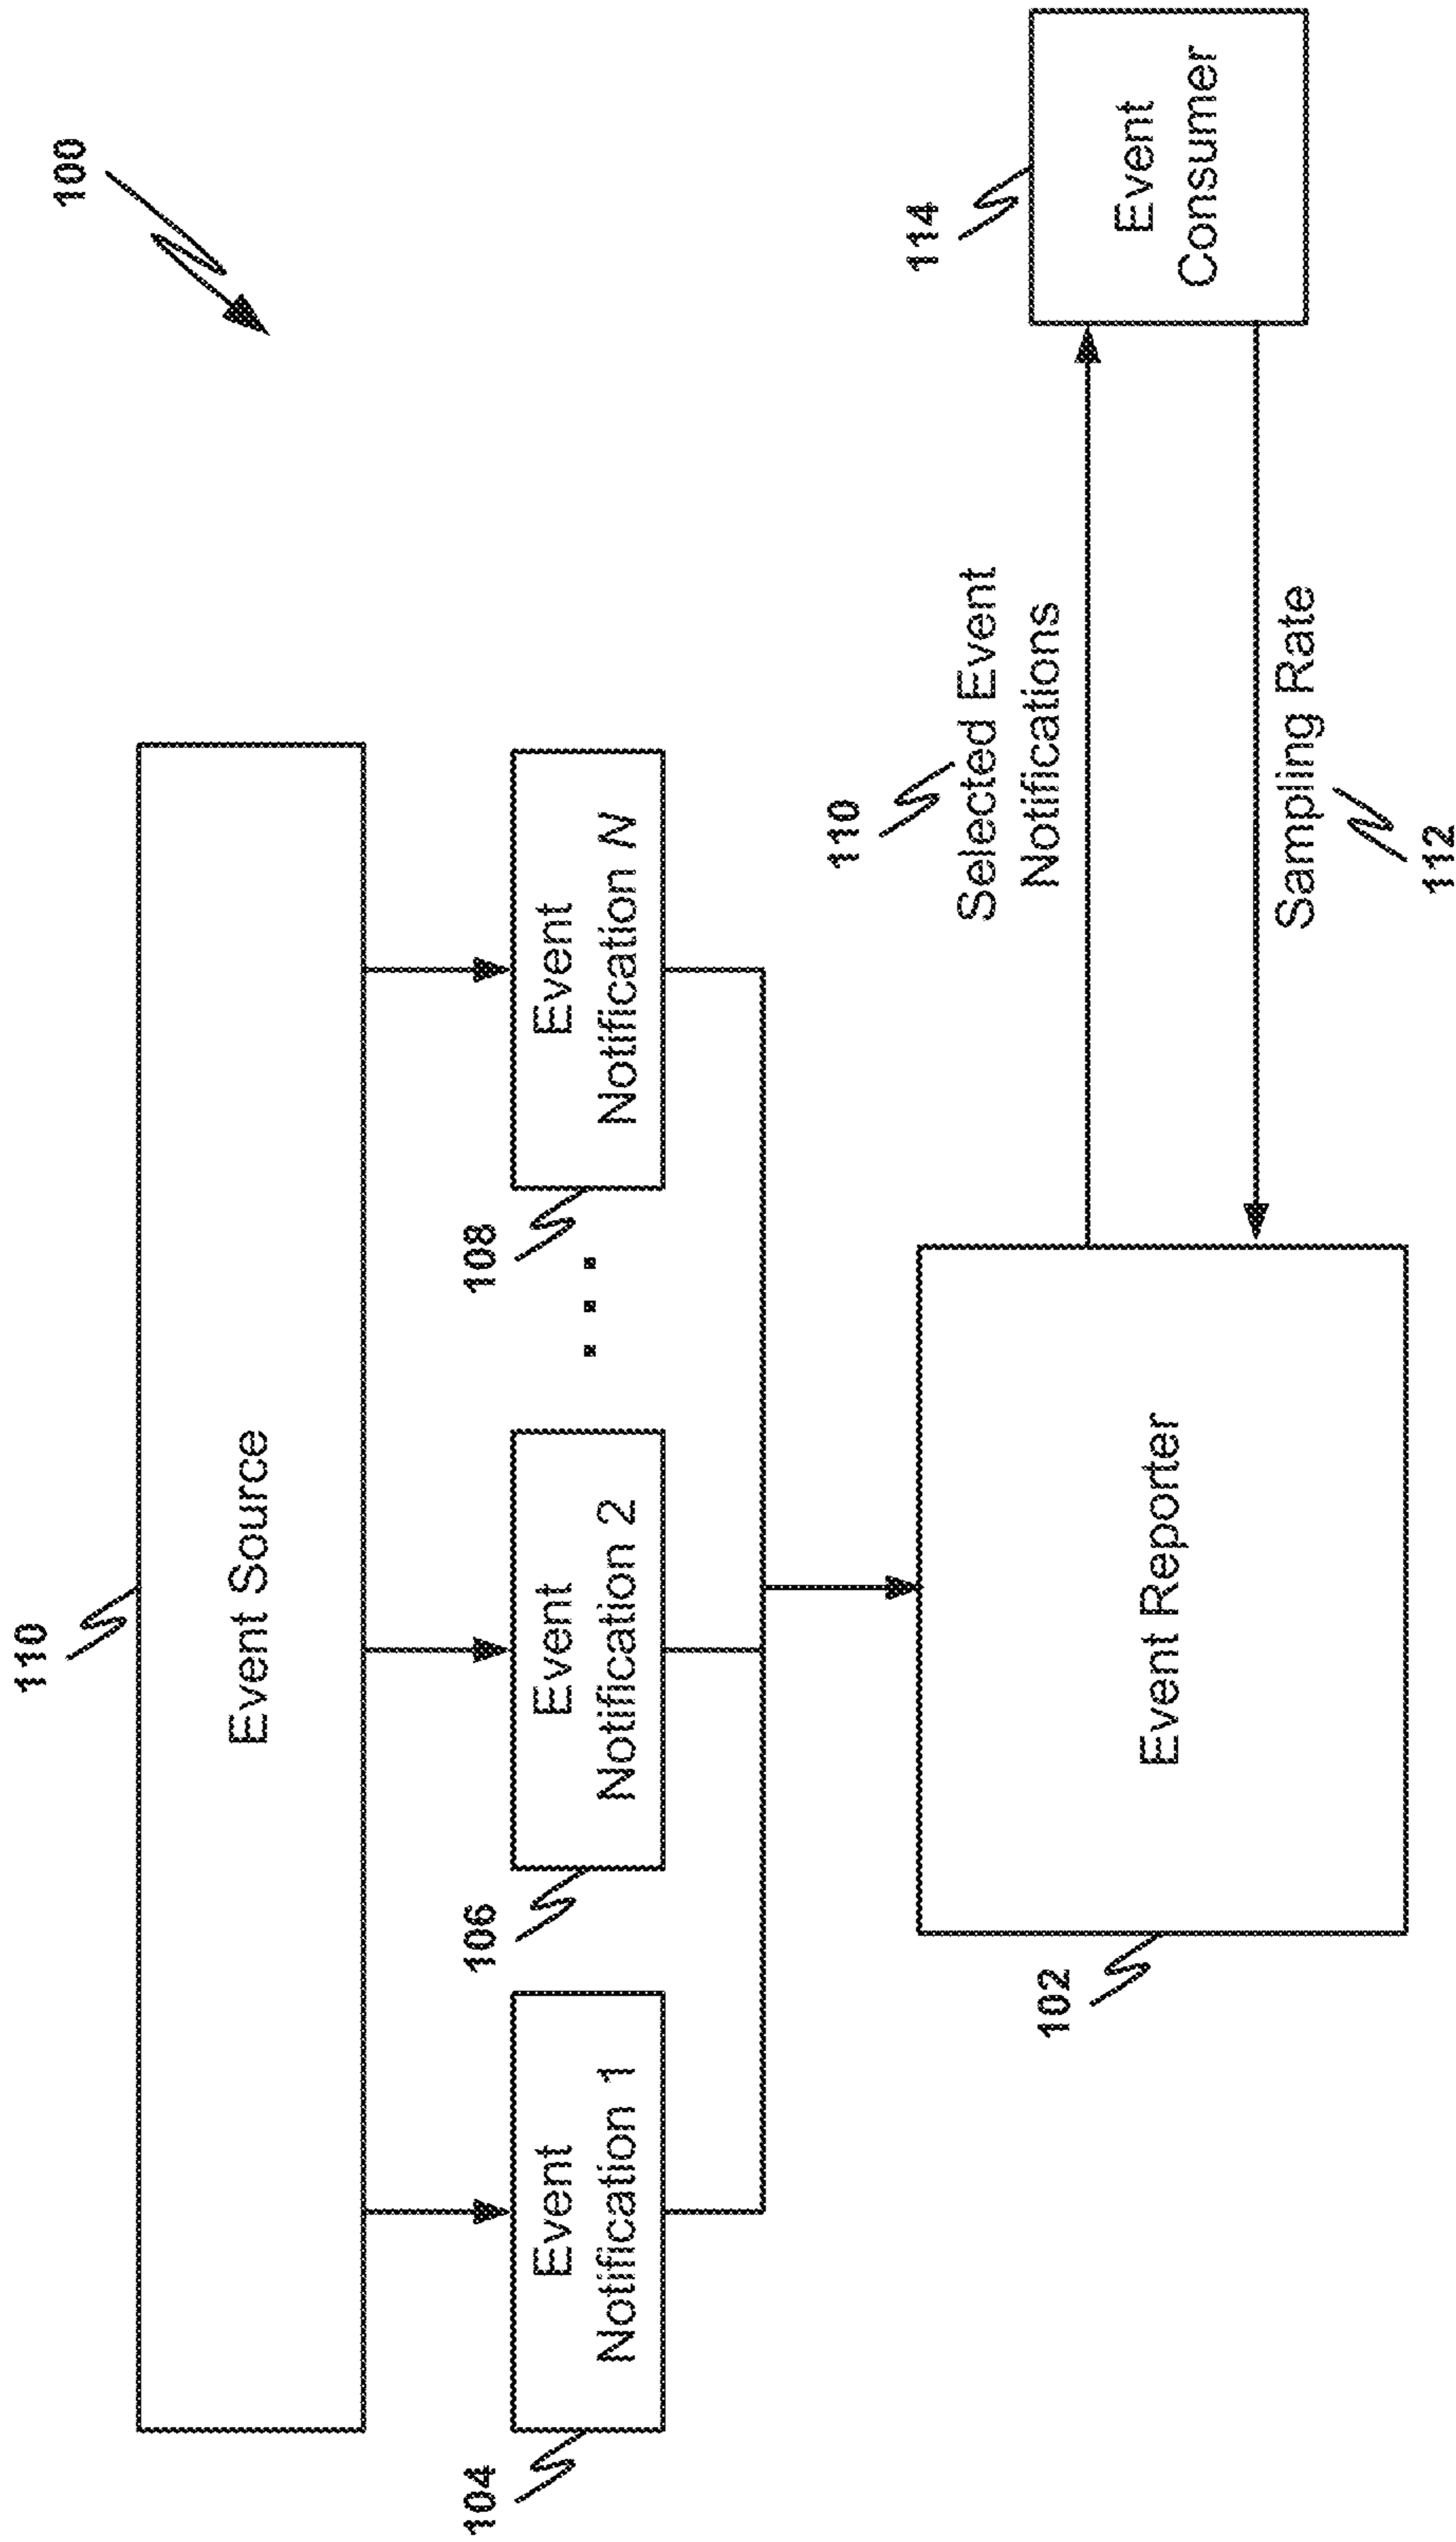 100
110
Event Source
104
Event
Notification 1
106
Event
Notification 2
108
Event
Notification N
. . .
102
Event Reporter
110
Selected Event
Notifications
Sampling Rate
112
114
Event
Consumer